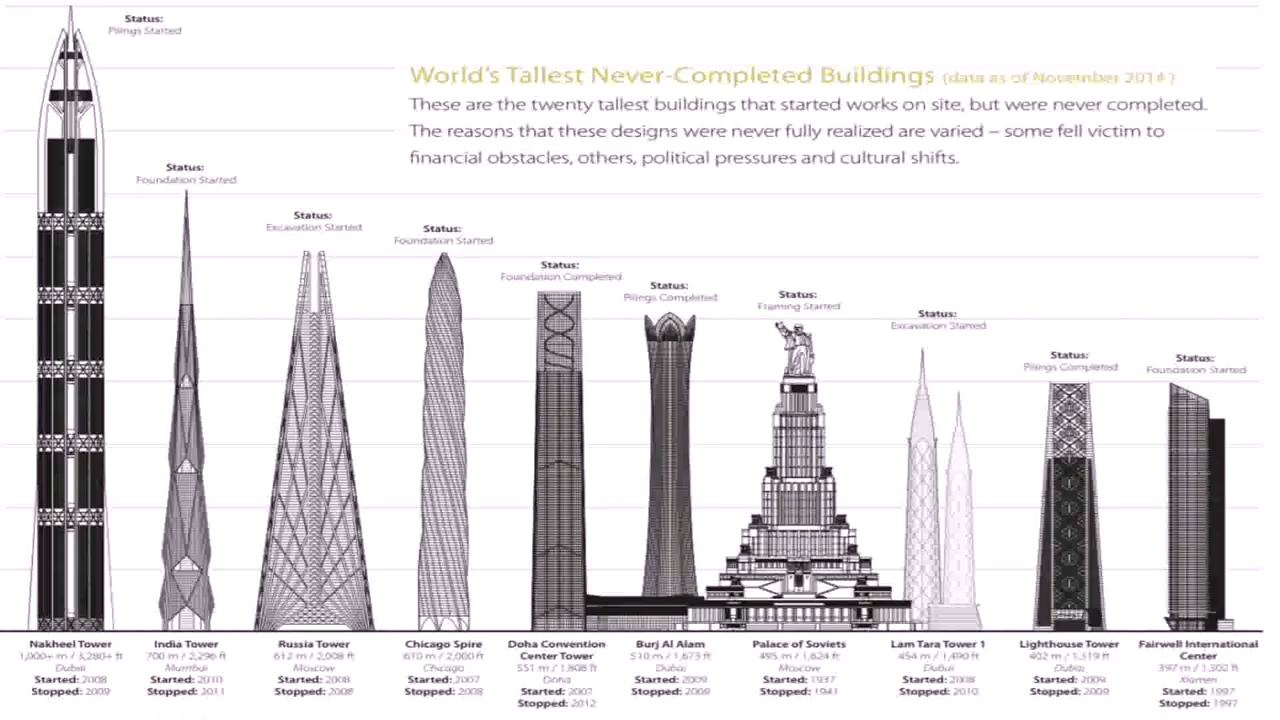 Status:
Pilings Started
World's Tallest Never-Completed Buildings (data as of November 2014)
These are the twenty tallest buildings that started works on site, but were never completed.
The reasons that these designs were never fully realized are varied – some fell victim to
financial obstacles, others, political pressures and cultural shifts.
Status:
Foundation Started
Status:
Excavation Started
Status:
Foundation Started
Status:
Foundation Completed
Status:
Pilings Completed
Status:
Framing Started
Status:
Excavation Started
Status:
Pilings Completed
Status:
Foundation Started
Nakheel Tower
1,000+ m / 3,280+ ft
Dubai
Started: 2008
Stopped: 2009
India Tower
700 m / 2,296 ft
Mumbai
Started: 2010
Stopped: 2011
Russia Tower
612 m / 2,008 ft
Moscow
Started: 2008
Stopped: 2008
Chicago Spire
610 m / 2,000 ft
Chicago
Started: 2007
Stopped: 2008
Doha Convention
Center Tower
551 m / 1,808 ft
Doha
Started: 2007
Stopped: 2012
Burj Al Alam
510 m / 1,673 ft
Dubai
Started: 2009
Stopped: 2009
Palace of Soviets
495 m / 1,624 ft
Moscow
Started: 1937
Stopped: 1941
Lam Tara Tower 1
454 m / 1,490 ft
Dubai
Started: 2008
Stopped: 2010
Lighthouse Tower
402 m / 1,319 ft
Dubai
Started: 2009
Stopped: 2009
Fairwell International
Center
397 m / 1,302 ft
Xiamen
Started: 1997
Stopped: 1997